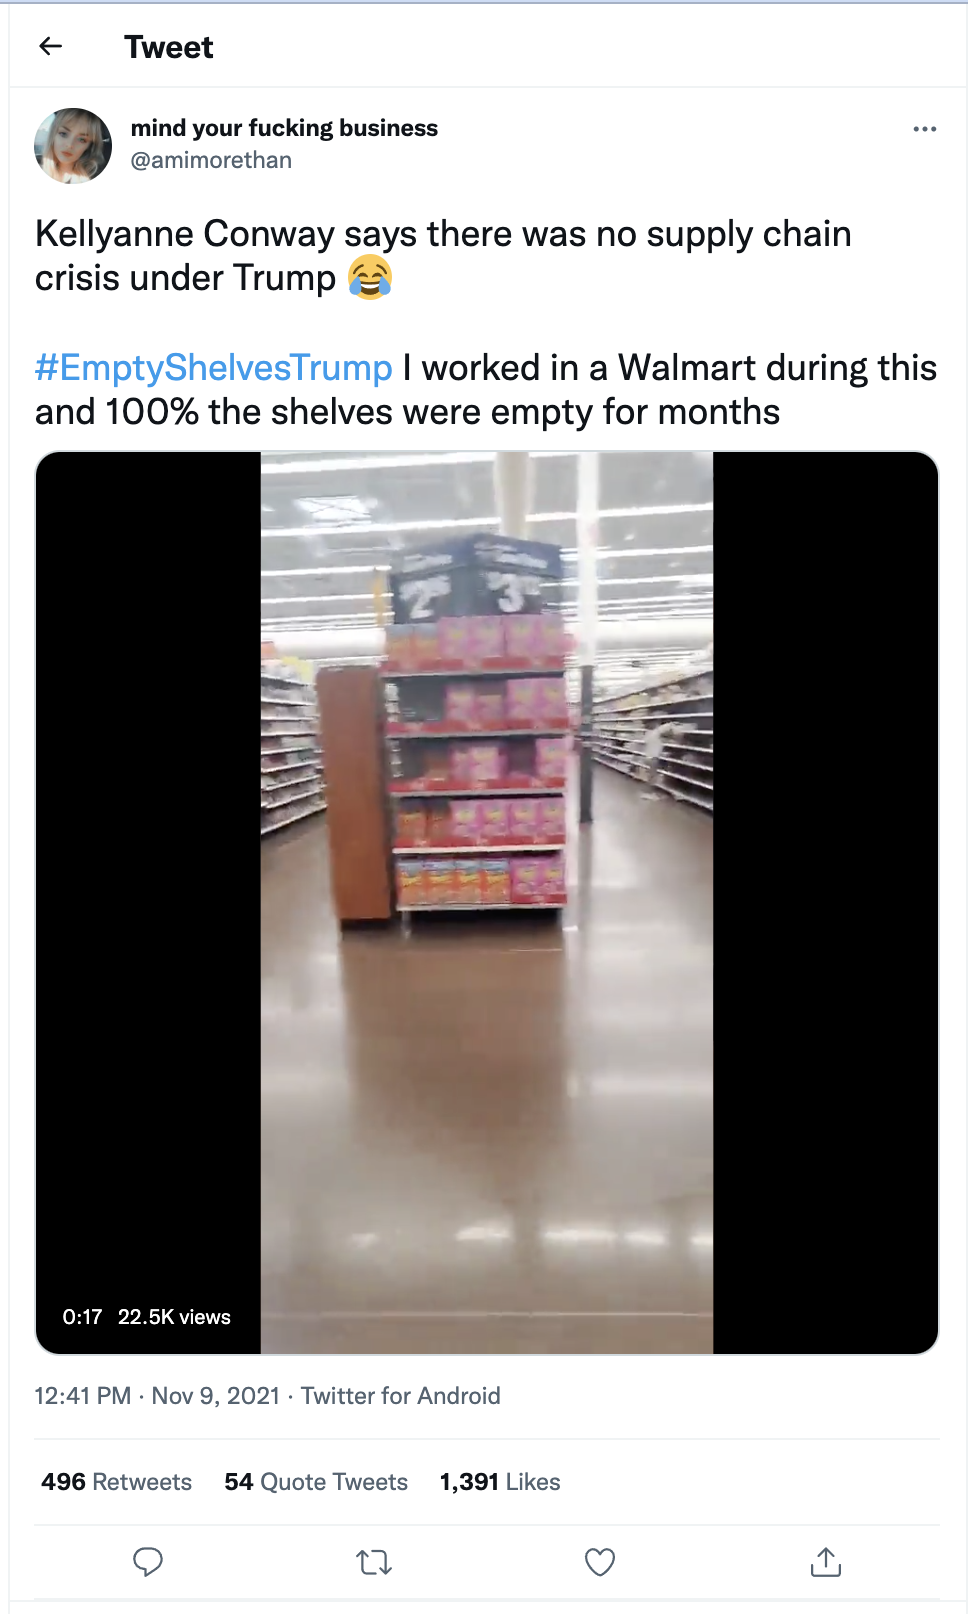 Tweet
mind your fucking business
@amimorethan
Kellyanne Conway says there was no supply chain
crisis under Trump 😂
#EmptyShelvesTrump I worked in a Walmart during this
and 100% the shelves were empty for months
0:17 22.5K views
12:41 PM · Nov 9, 2021 · Twitter for Android
496 Retweets 54 Quote Tweets 1,391 Likes